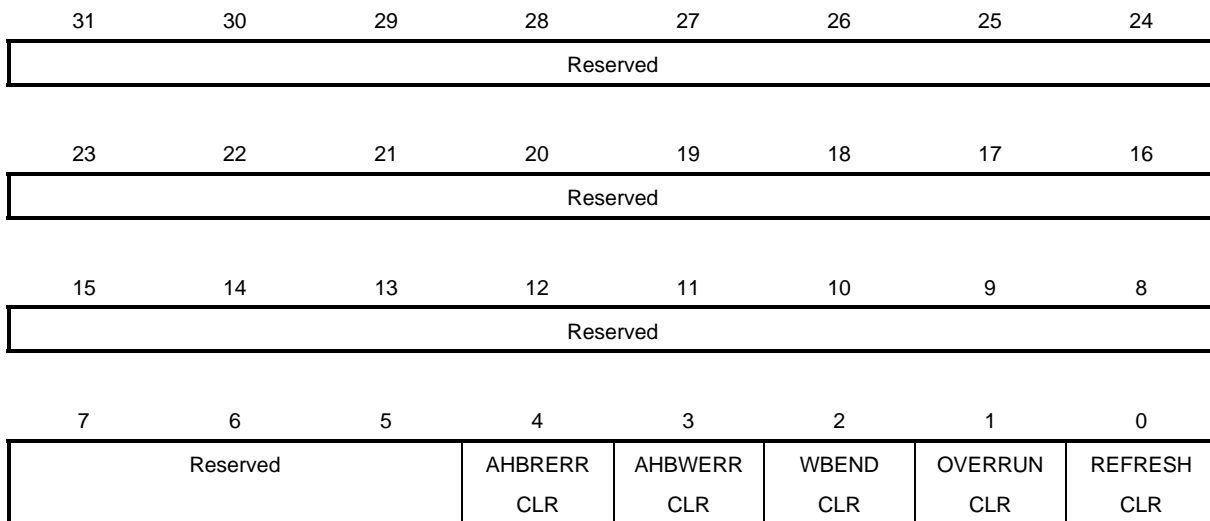 31 30 29 28 27 26 25 24
Reserved
23 22 21 20 19 18 17 16
Reserved
15 14 13 12 11 10 9 8
Reserved
7 6 5 4 3 2 1 0
Reserved AHBRERR AHBWERR WBEND OVERRUN REFRESH
CLR CLR CLR CLR CLR